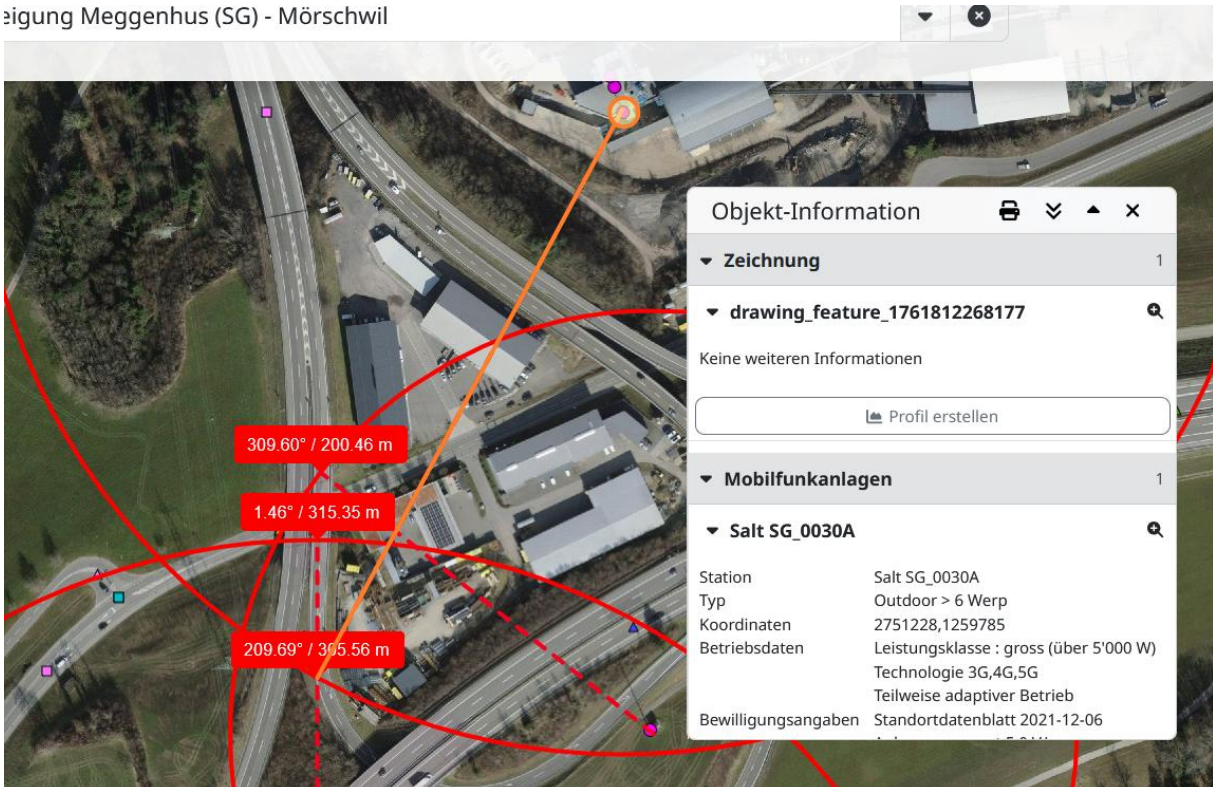 eigung Meggenhus (SG) - Mörschwil
Objekt-Information
Zeichnung 1
drawing_feature_1761812268177
Keine weiteren Informationen
Profil erstellen
Mobilfunkanlagen 1
Salt SG_0030A
Station Salt SG_0030A
Typ Outdoor > 6 Werp
Koordinaten 2751228,1259785
Betriebsdaten Leistungsklasse : gross (über 5'000 W)
Technologie 3G,4G,5G
Teilweise adaptiver Betrieb
Bewilligungsangaben Standortdatenblatt 2021-12-06
309.60° / 200.46 m
1.46° / 315.35 m
209.69° / 365.56 m